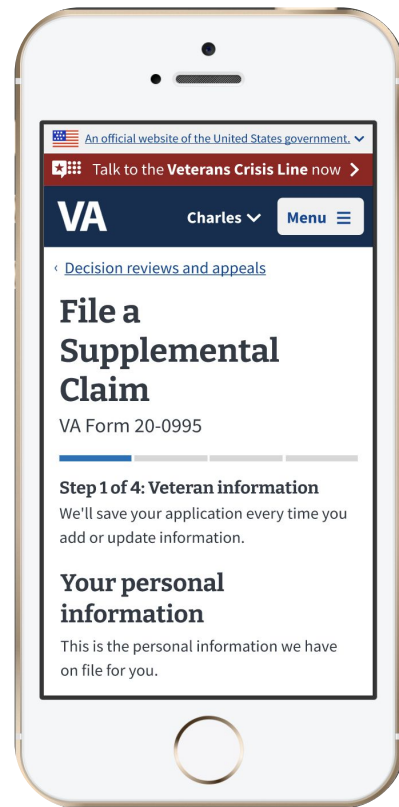 An official website of the United States government.
Talk to the Veterans Crisis Line now
VA
Charles
Menu
Decision reviews and appeals
File a
Supplemental
Claim
VA Form 20-0995
Step 1 of 4: Veteran information
We'll save your application every time you
add or update information.
Your personal
information
This is the personal information we have
on file for you.